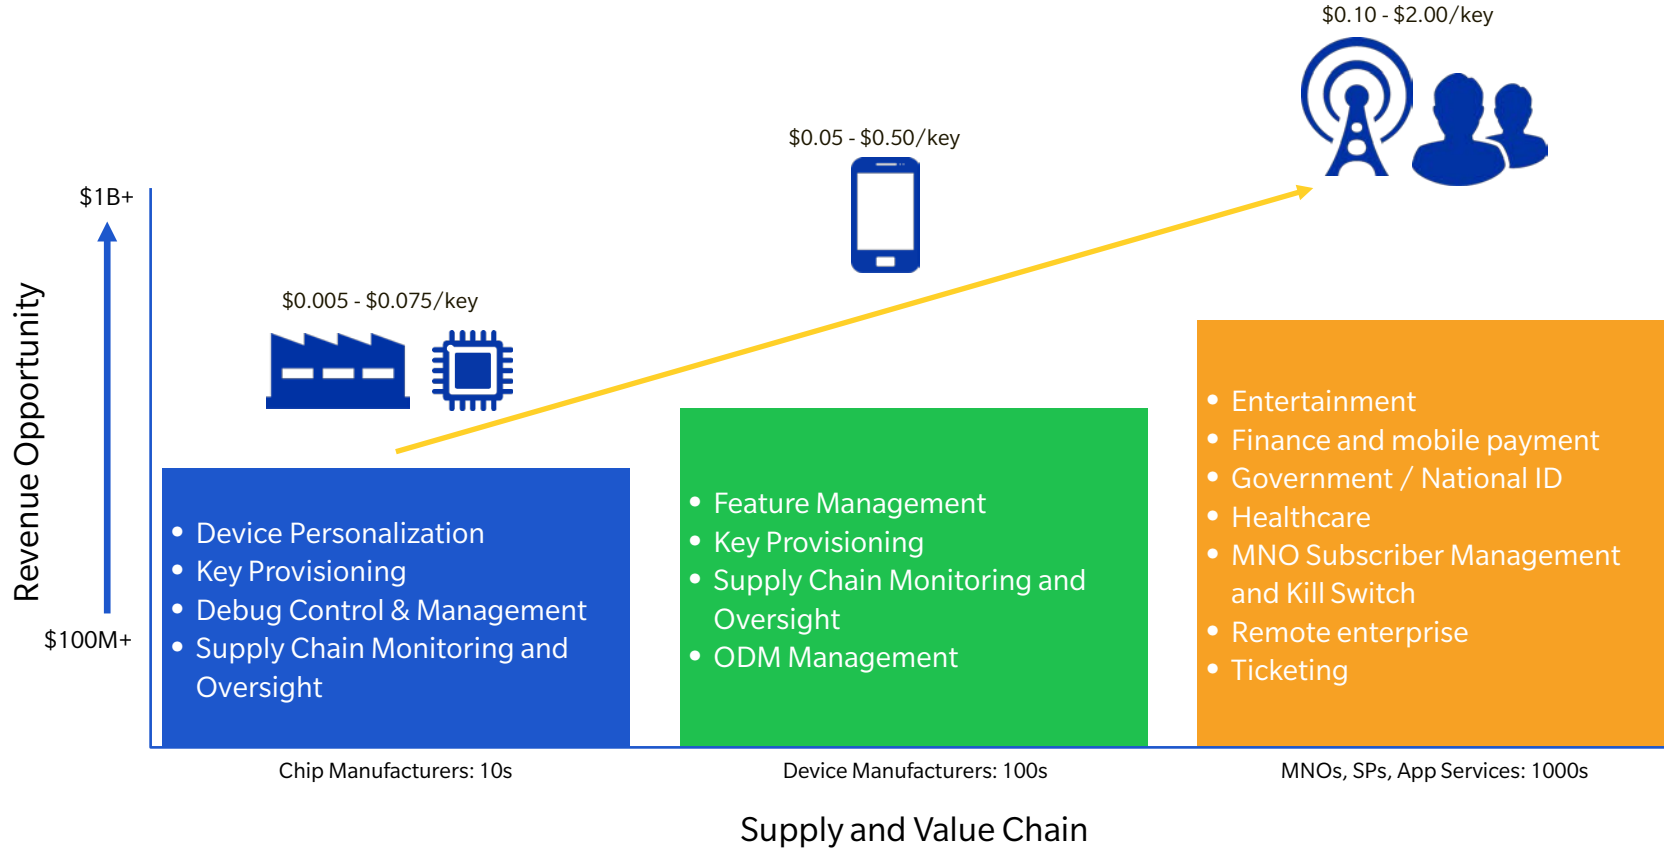 $0.10 - $2.00/key
$0.05 - $0.50/key
$1B+
$0.005 - $0.075/key
Revenue Opportunity
$100M+
• Device Personalization
• Key Provisioning
• Debug Control & Management
• Supply Chain Monitoring and
Oversight
• Feature Management
• Key Provisioning
• Supply Chain Monitoring and
Oversight
• ODM Management
• Entertainment
• Finance and mobile payment
• Government / National ID
• Healthcare
• MNO Subscriber Management
and Kill Switch
• Remote enterprise
• Ticketing
Chip Manufacturers: 10s
Device Manufacturers: 100s
MNOs, SPs, App Services: 1000s
Supply and Value Chain